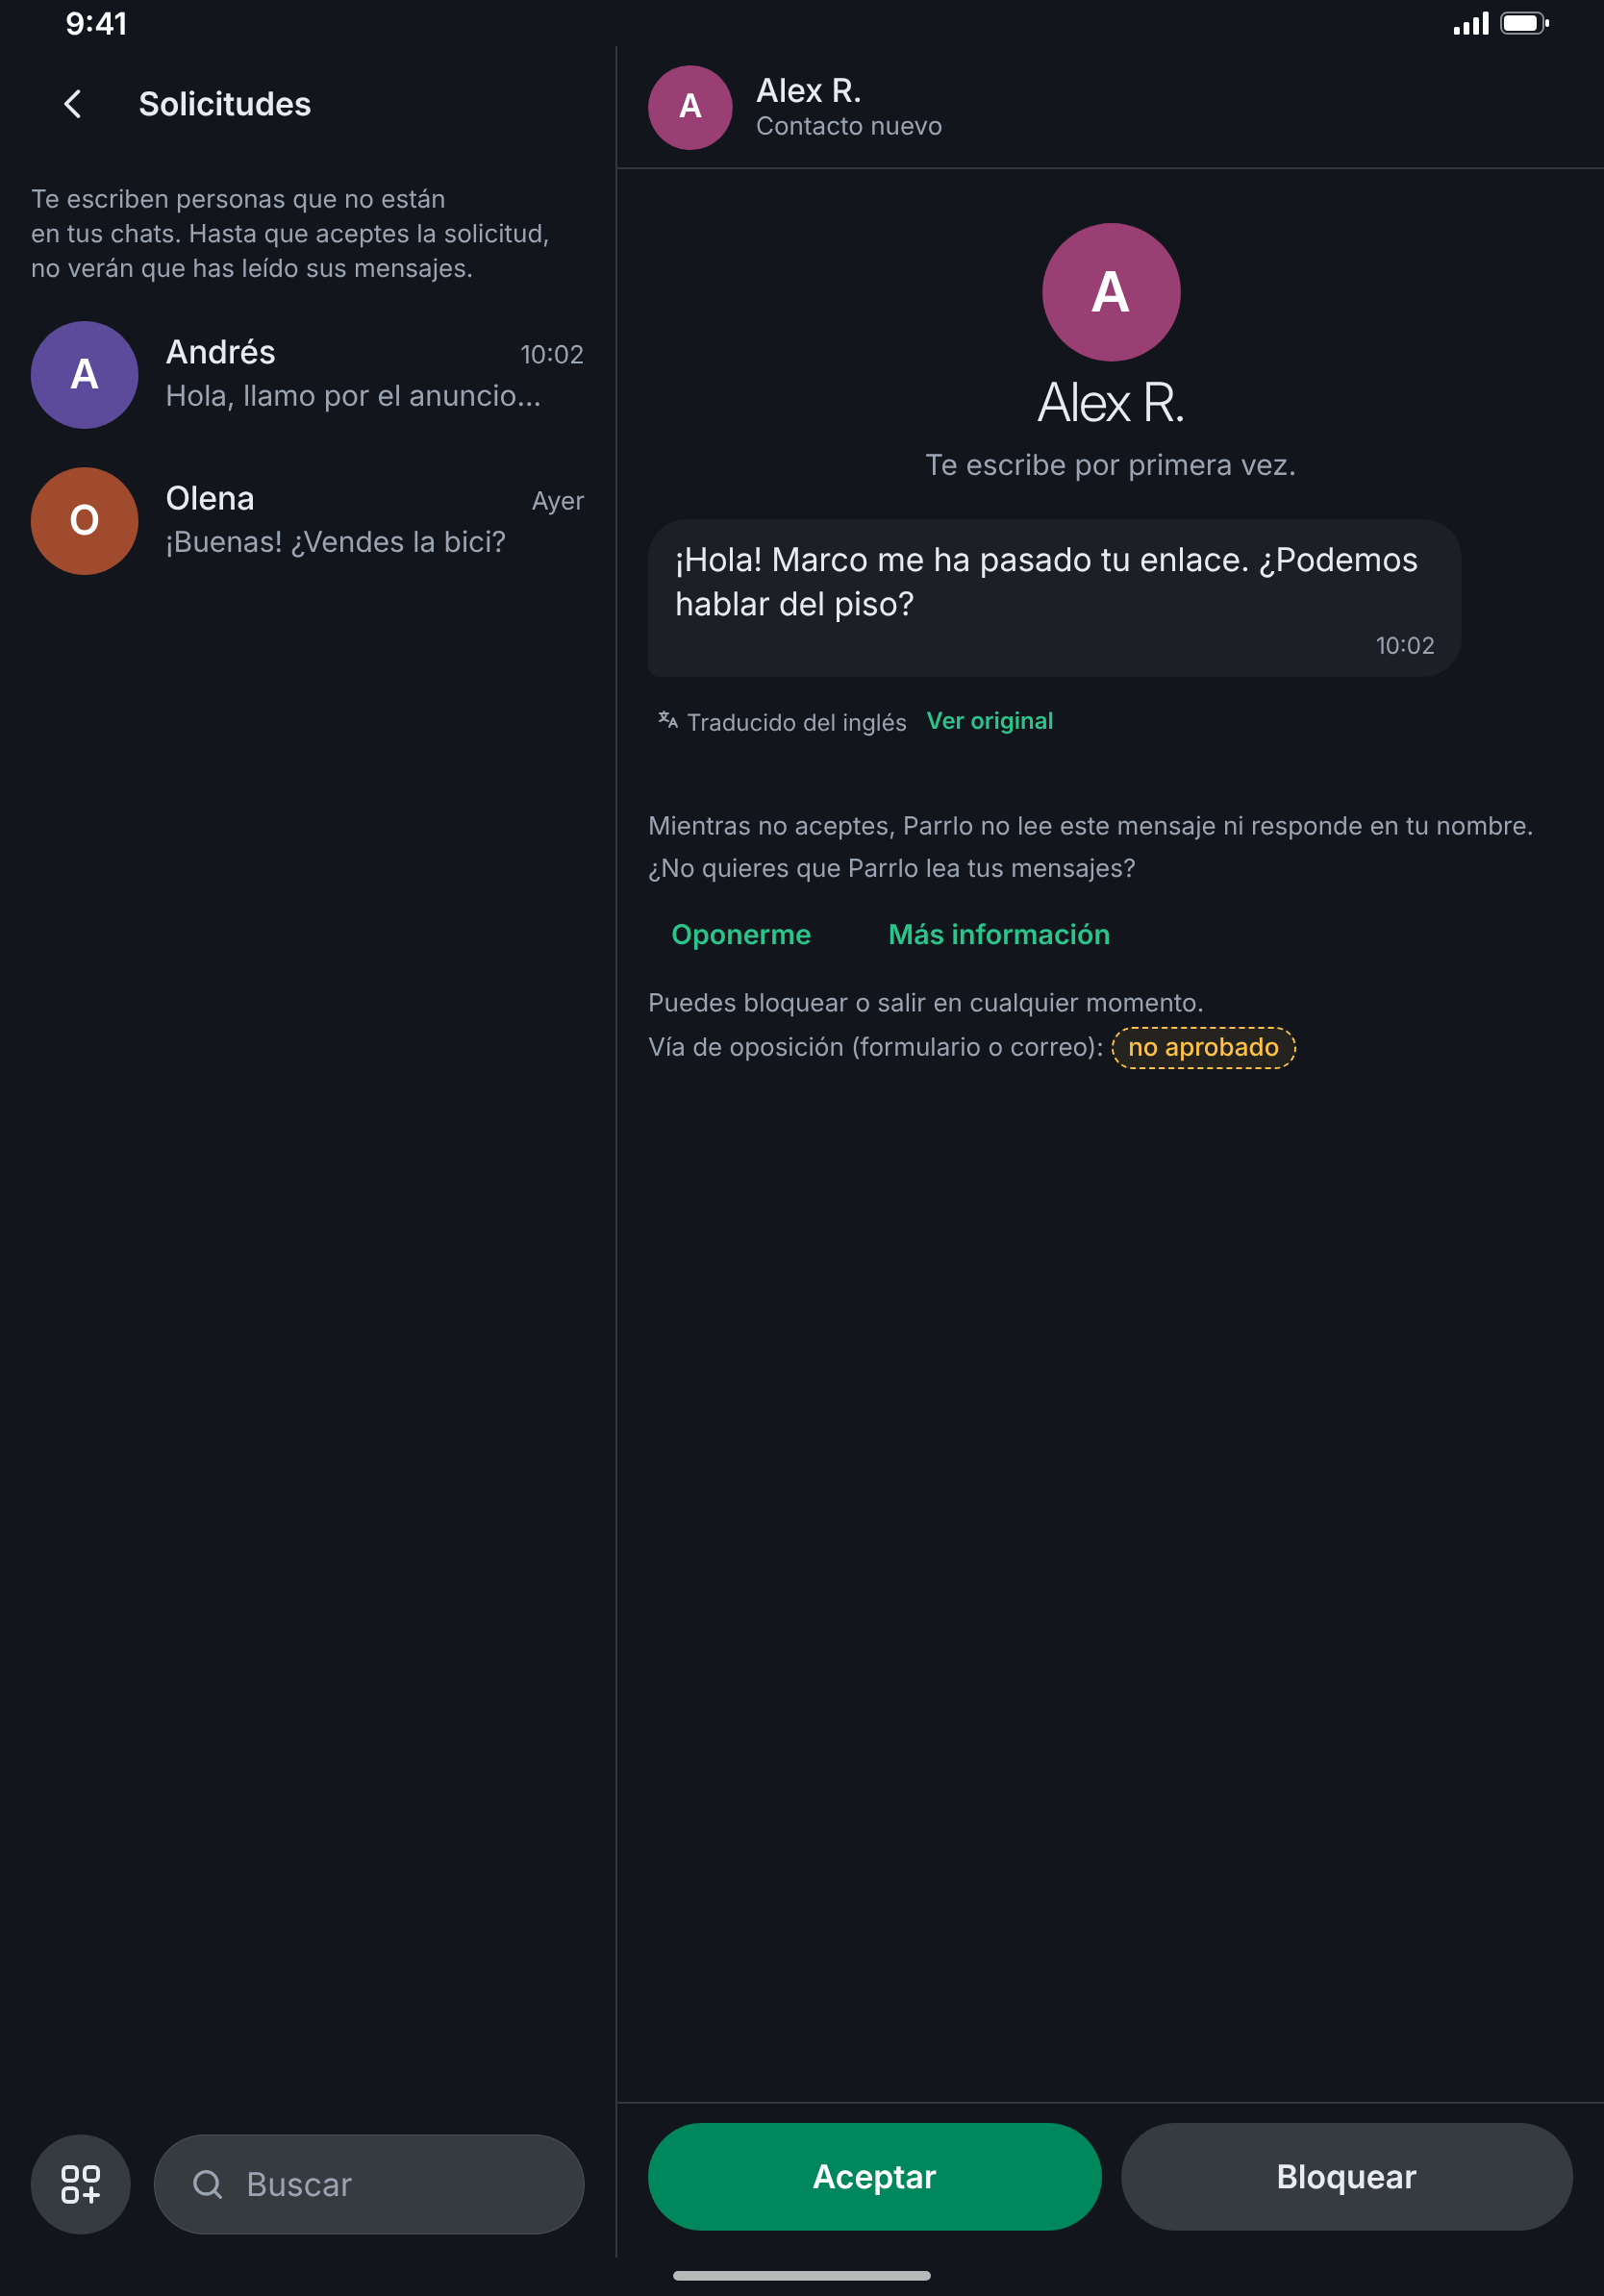 9:41
Solicitudes
Te escriben personas que no están
en tus chats. Hasta que aceptes la solicitud,
no verán que has leído sus mensajes.
A
Andrés
10:02
Hola, llamo por el anuncio...
O
Olena
Ayer
¡Buenas! ¿Vendes la bici?
Buscar
A
Alex R.
Contacto nuevo
A
Alex R.
Te escribe por primera vez.
¡Hola! Marco me ha pasado tu enlace. ¿Podemos
hablar del piso?
10:02
Traducido del inglés Ver original
Mientras no aceptes, Parrlo no lee este mensaje ni responde en tu nombre.
¿No quieres que Parrlo lea tus mensajes?
Oponerme Más información
Puedes bloquear o salir en cualquier momento.
Vía de oposición (formulario o correo): no aprobado
Aceptar
Bloquear